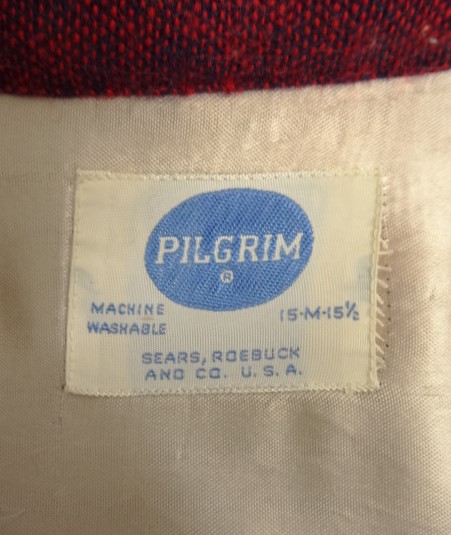 PILGRIM
®
MACHINE
WASHABLE
15-M-15½
SEARS, ROEBUCK
AND CO. U.S.A.